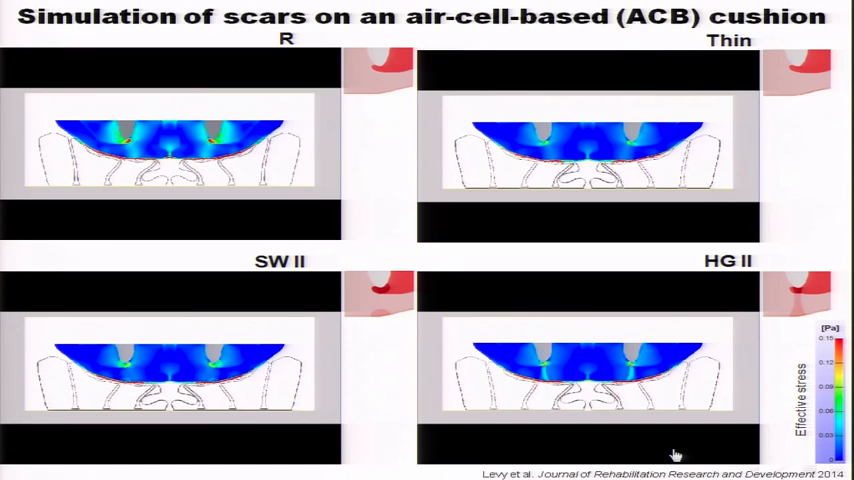 Simulation of scars on an air-cell-based (ACB) cushion
R
Thin
SW II
HG II
[Pa]
0.15
0.12
0.09
0.06
0.03
0
Effective stress
Levy et al. Journal of Rehabilitation Research and Development 2014